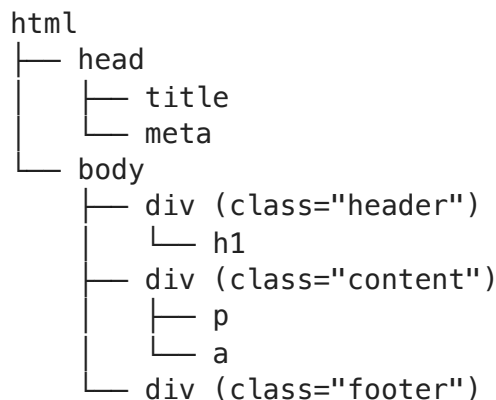 html
├── head
│   ├── title
│   └── meta
└── body
    ├── div (class="header")
    │   └── h1
    ├── div (class="content")
    │   ├── p
    │   └── a
    └── div (class="footer")